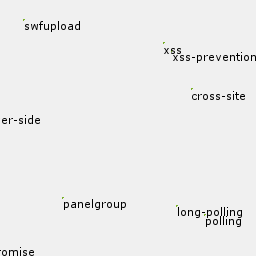 swfupload
xss
xss-prevention
cross-site
er-side
panelgroup
long-polling
polling
romise